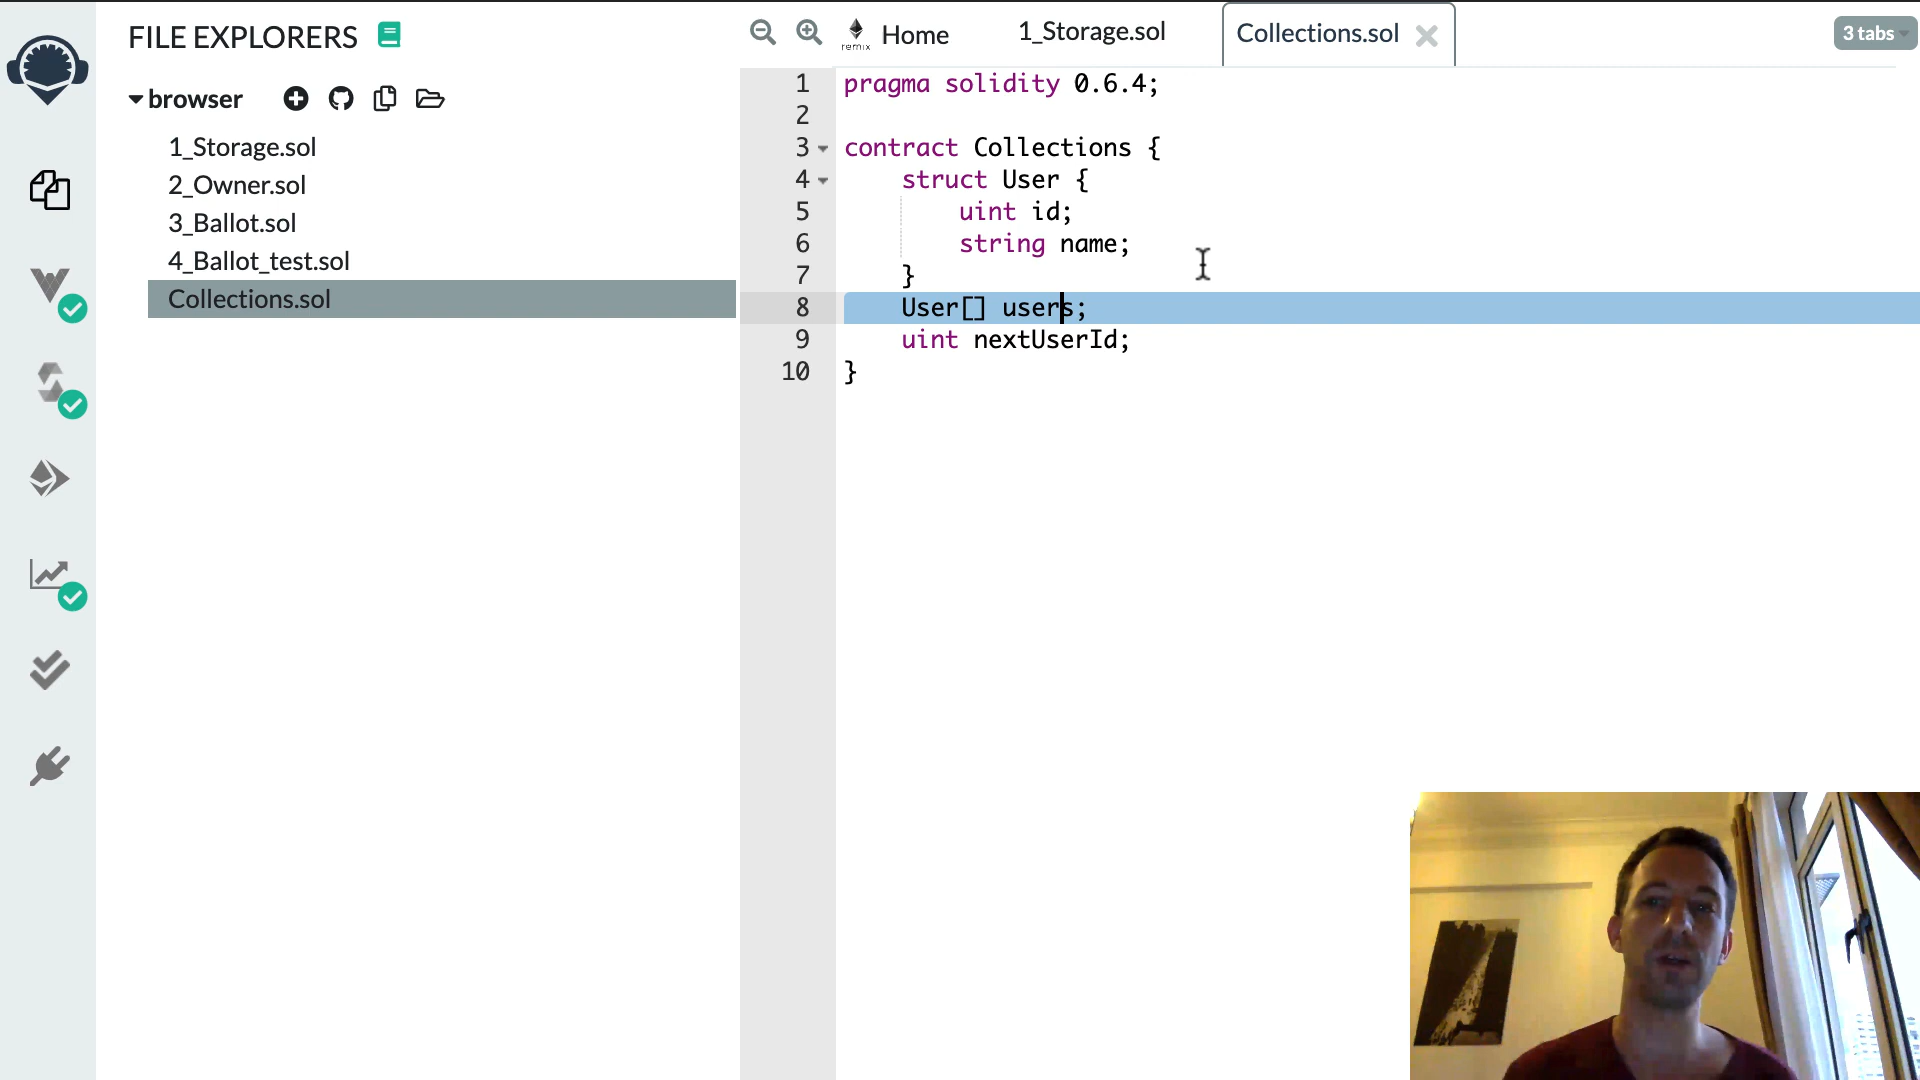 FILE EXPLORERS
browser
1_Storage.sol
2_Owner.sol
3_Ballot.sol
4_Ballot_test.sol
Collections.sol
remix Home
1_Storage.sol
Collections.sol
3 tabs
1 pragma solidity 0.6.4;
2
3 contract Collections {
4 struct User {
5 uint id;
6 string name;
7 }
8 User[] users;
9 uint nextUserId;
10 }